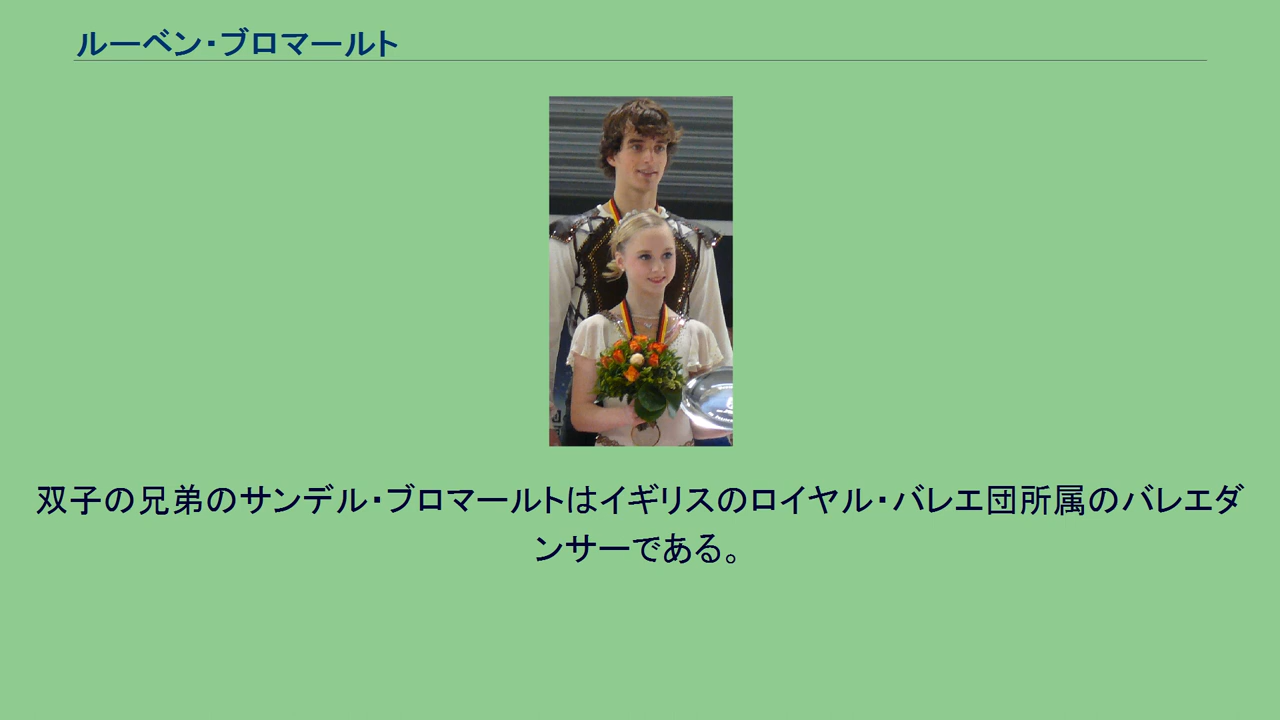 ルーベン・ブロマールト
双子の兄弟のサンデル・ブロマールトはイギリスのロイヤル・バレエ団所属のバレエダ
ンサーである。